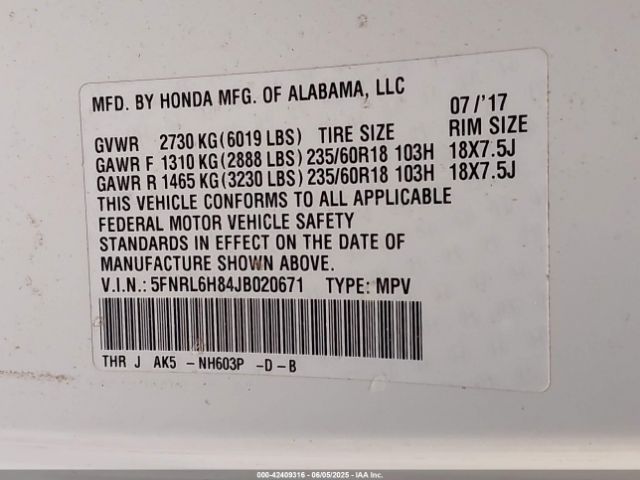 MFD. BY HONDA MFG. OF ALABAMA, LLC 07 /'17
GVWR 2730 KG(6019 LBS) TIRE SIZE RIM SIZE
GAWR F 1310 KG(2888 LBS) 235/60R18 103H 18X7.5J
GAWR R 1465 KG(3230 LBS) 235/60R18 103H 18X7.5J
THIS VEHICLE CONFORMS TO ALL APPLICABLE
FEDERAL MOTOR VEHICLE SAFETY
STANDARDS IN EFFECT ON THE DATE OF
MANUFACTURE SHOWN ABOVE.
V.I.N.: 5FNRL6H84JB020671 TYPE: MPV
THR J AK5 - NH603P - D - B
000-42409316 - 06/05/2025 - IAA Inc.